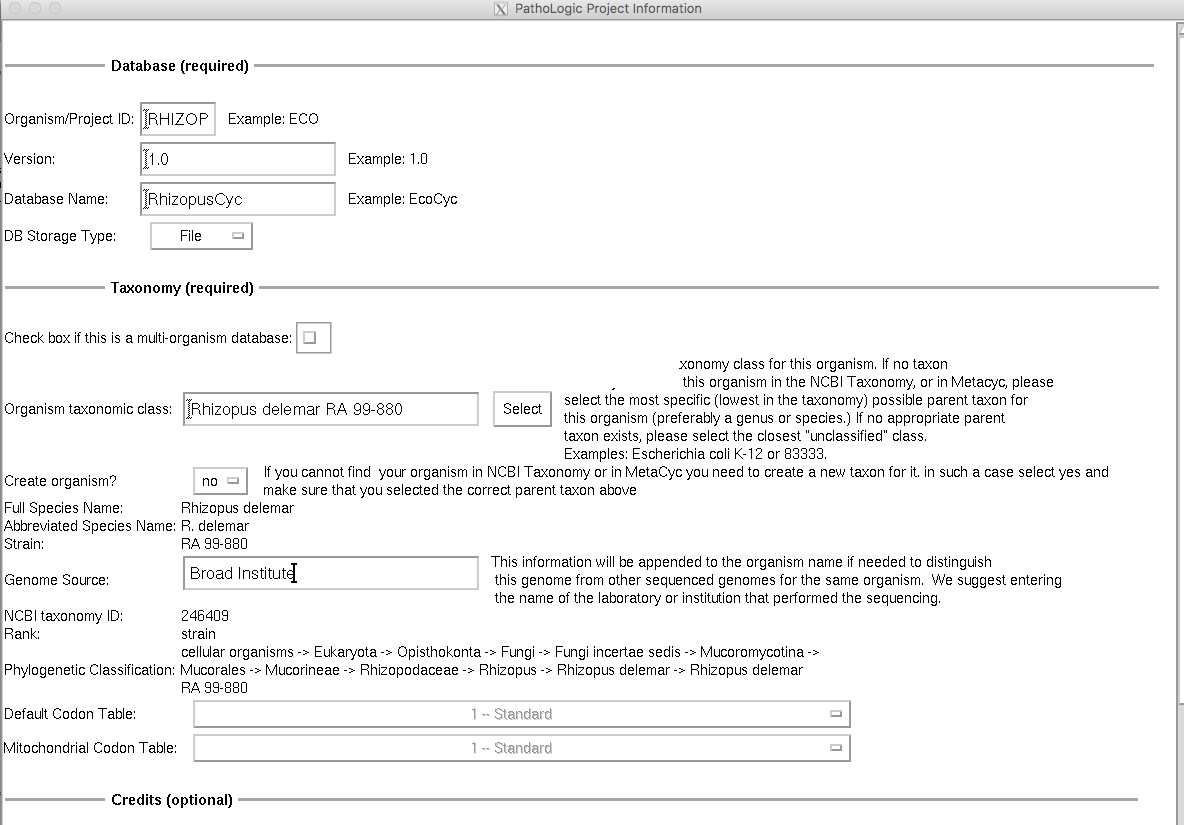 PathoLogic Project Information
Database (required)
Organism/Project ID: RHIZOP Example: ECO
Version: 1.0 Example: 1.0
Database Name: RhizopusCyc Example: EcoCyc
DB Storage Type: File
Taxonomy (required)
Check box if this is a multi-organism database:
xonomy class for this organism. If no taxon
this organism in the NCBI Taxonomy, or in Metacyc, please
select the most specific (lowest in the taxonomy) possible parent taxon for
Organism taxonomic class: Rhizopus delemar RA 99-880 Select
this organism (preferably a genus or species.) If no appropriate parent
taxon exists, please select the closest "unclassified" class.
Examples: Escherichia coli K-12 or 83333.
If you cannot find your organism in NCBI Taxonomy or in MetaCyc you need to create a new taxon for it. in such a case select yes and
Create organism? no
make sure that you selected the correct parent taxon above
Full Species Name: Rhizopus delemar
Abbreviated Species Name: R. delemar
Strain: RA 99-880
This information will be appended to the organism name if needed to distinguish
Genome Source: Broad Institute
this genome from other sequenced genomes for the same organism. We suggest entering
the name of the laboratory or institution that performed the sequencing.
NCBI taxonomy ID: 246409
Rank: strain
cellular organisms -> Eukaryota -> Opisthokonta -> Fungi -> Fungi incertae sedis -> Mucoromycotina ->
Phylogenetic Classification: Mucorales -> Mucorineae -> Rhizopodaceae -> Rhizopus -> Rhizopus delemar -> Rhizopus delemar
RA 99-880
Default Codon Table: 1 -- Standard
Mitochondrial Codon Table: 1 -- Standard
Credits (optional)